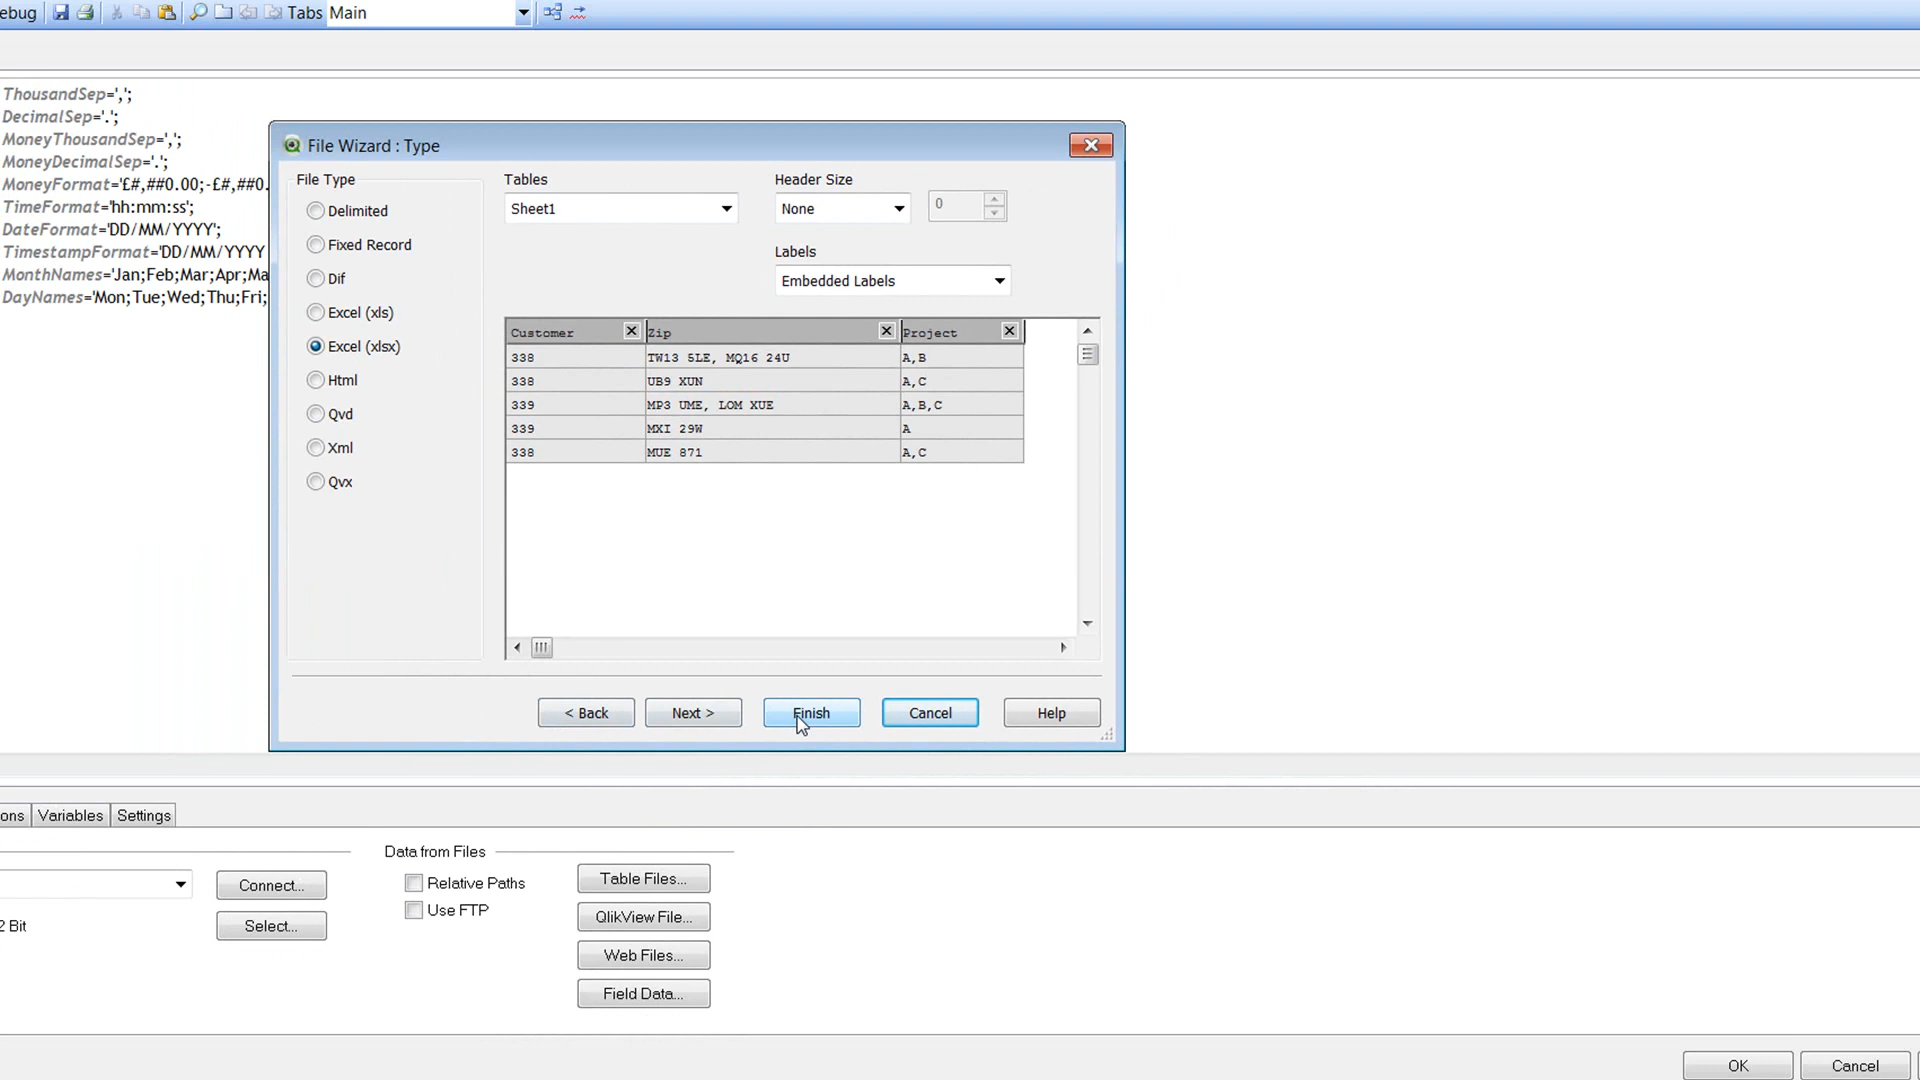 ebug Tabs Main
ThousandSep=',';
DecimalSep='.';
MoneyThousandSep=',';
MoneyDecimalSep='.';
MoneyFormat='£#,##0.00;-£#,##0.
TimeFormat='hh:mm:ss';
DateFormat='DD/MM/YYYY';
TimestampFormat='DD/MM/YYYY
MonthNames='Jan;Feb;Mar;Apr;Ma
DayNames='Mon;Tue;Wed;Thu;Fri;
File Wizard : Type
File Type
Delimited
Fixed Record
Dif
Excel (xls)
Excel (xlsx)
Html
Qvd
Xml
Qvx
Tables
Sheet1
Header Size
None 0
Labels
Embedded Labels
Customer Zip Project
338 TW13 5LE, MQ16 24U A,B
338 UB9 XUN A,C
339 MP3 UME, LOM XUE A,B,C
339 MXI 29W A
338 MUE 871 A,C
< Back Next > Finish Cancel Help
ons Variables Settings
Connect...
2 Bit Select...
Data from Files
Relative Paths
Use FTP
Table Files...
QlikView File...
Web Files...
Field Data...
OK Cancel